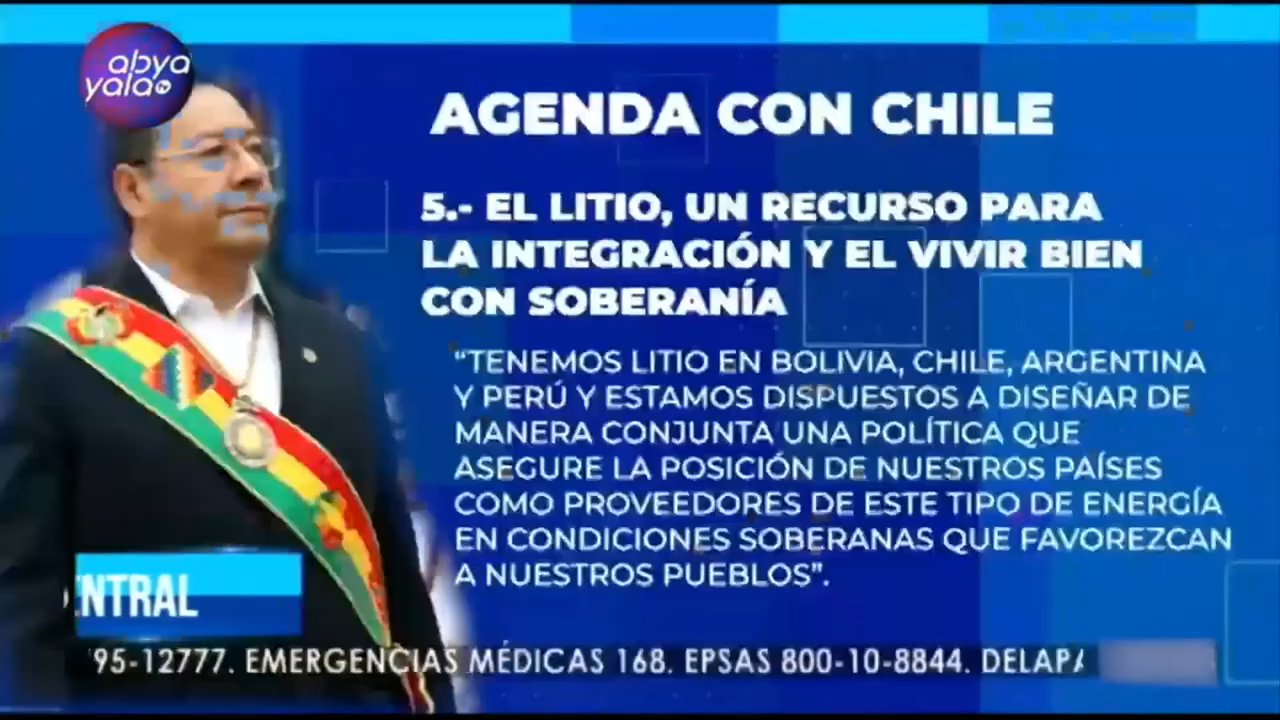 abya
yala tv
AGENDA CON CHILE
5.- EL LITIO, UN RECURSO PARA
LA INTEGRACIÓN Y EL VIVIR BIEN
CON SOBERANÍA
“TENEMOS LITIO EN BOLIVIA, CHILE, ARGENTINA
Y PERÚ Y ESTAMOS DISPUESTOS A DISEÑAR DE
MANERA CONJUNTA UNA POLÍTICA QUE
ASEGURE LA POSICIÓN DE NUESTROS PAÍSES
COMO PROVEEDORES DE ESTE TIPO DE ENERGÍA
EN CONDICIONES SOBERANAS QUE FAVOREZCAN
A NUESTROS PUEBLOS”.
ENTRAL
95-12777. EMERGENCIAS MÉDICAS 168. EPSAS 800-10-8844. DELAPA